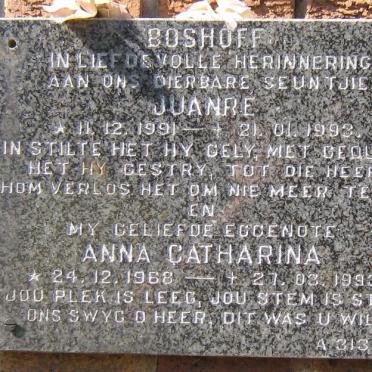 BOSHOFF
IN LIEFDEVOLLE HERINNERING
AAN ONS DIERBARE SEUNTJIE
JUANRE
* 11.12.1991 — + 21.01.1993.
IN STILTE HET HY GELY, MET
HET HY GESTRY, TOT DIE HEER
HOM VERLOS HET OM NIE MEER TE
EN
MY GELIEFDE EGGENOTE
ANNA CATHARINA
* 24.12.1968 — + 27.03.1993
JOU PLEK IS LEEG, JOU STEM IS
ONS SWYG O HEER, DIT WAS U WIL
A 313